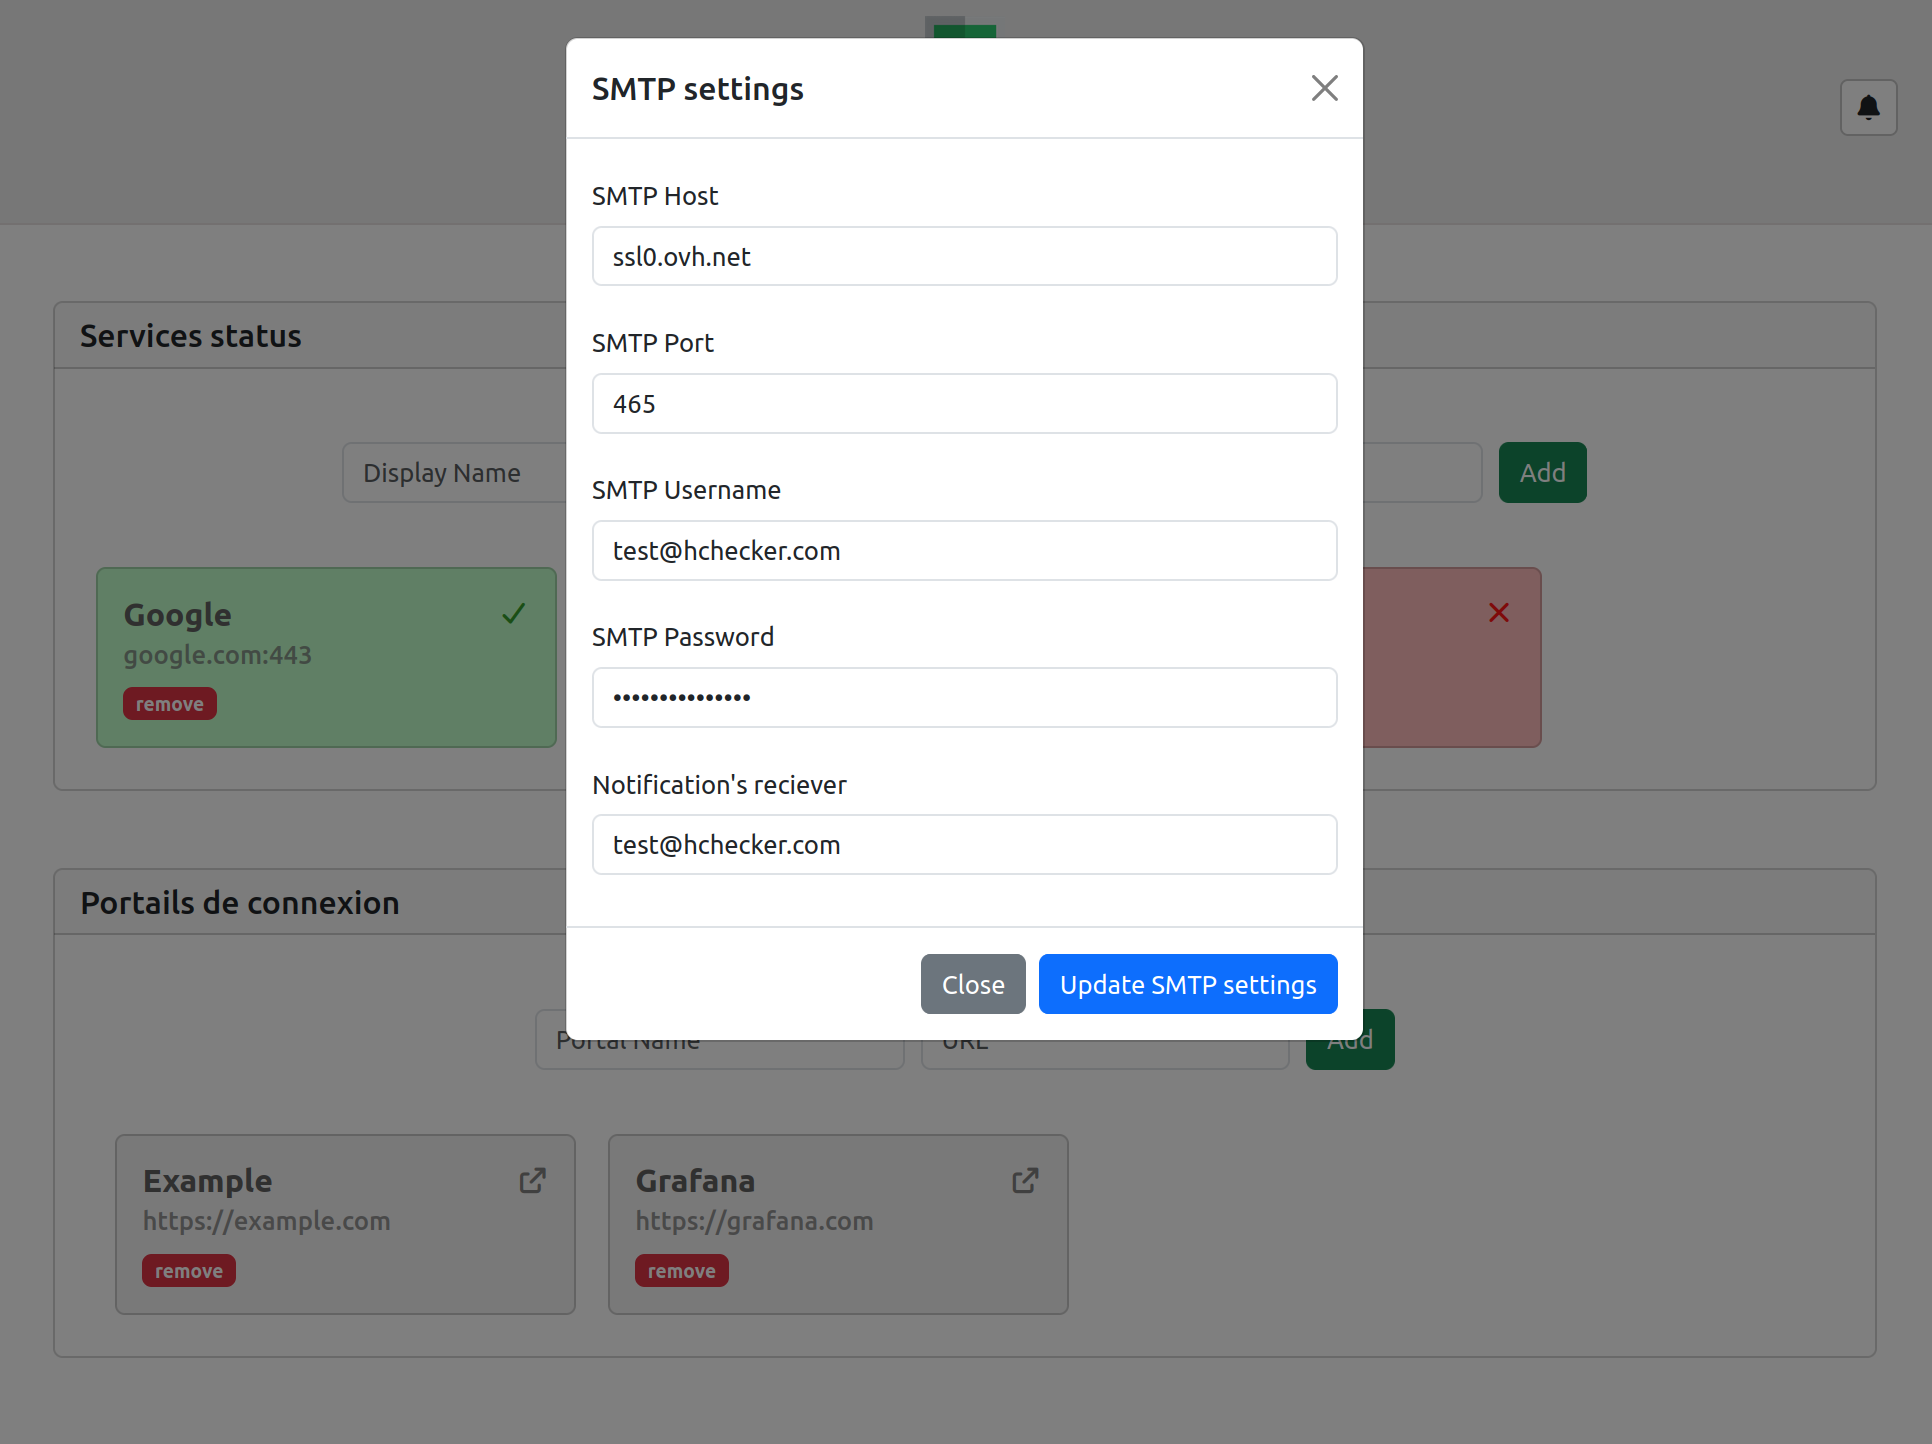 SMTP settings
SMTP Host
ssl0.ovh.net
SMTP Port
465
SMTP Username
test@hchecker.com
SMTP Password
•••••••••••••••
Notification's reciever
test@hchecker.com
Close
Update SMTP settings
Services status
Display Name
Add
Google
google.com:443
remove
Portails de connexion
Portal Name
URL
Add
Example
https://example.com
remove
Grafana
https://grafana.com
remove